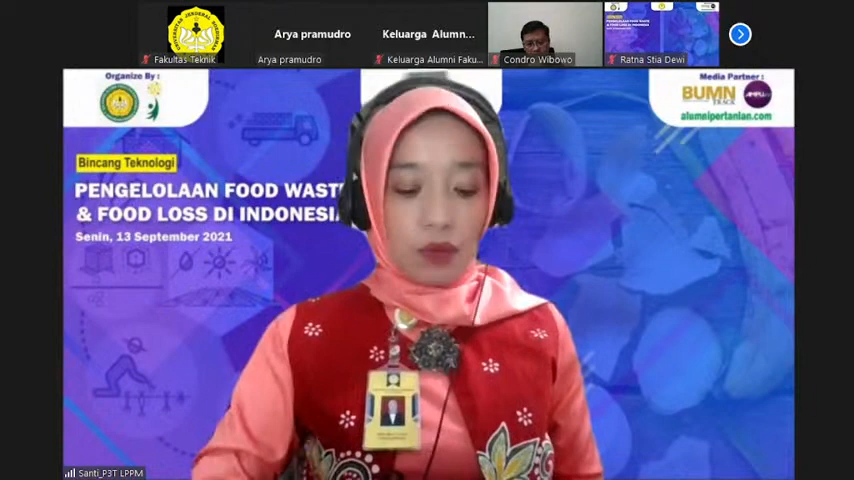 Arya pramudro
Keluarga Alumn...
Fakultas Teknik
Arya pramudro
Keluarga Alumni Faku...
Condro Wibowo
Ratna Stia Dewi
Organize By :
Media Partner :
BUMN
TRACK
alumnipertanian.com
Bincang Teknologi
PENGELOLAAN FOOD WASTE
& FOOD LOSS DI INDONESIA
Senin, 13 September 2021
Santi_P3T LPPM